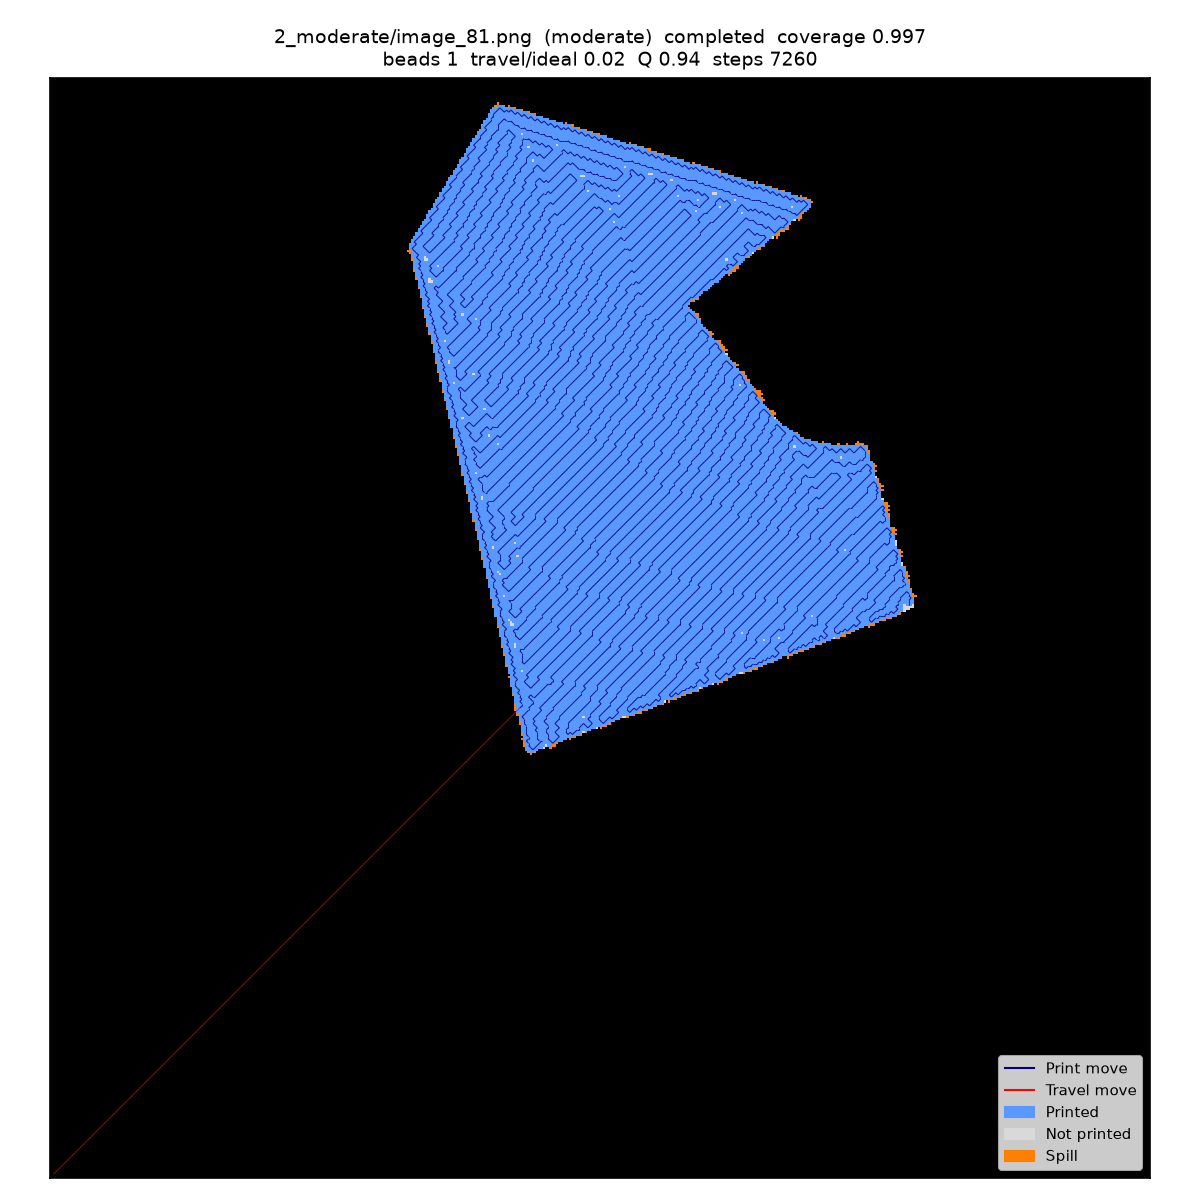 2_moderate/image_81.png  (moderate)  completed  coverage 0.997
beads 1  travel/ideal 0.02  Q 0.94  steps 7260
Print move
Travel move
Printed
Not printed
Spill